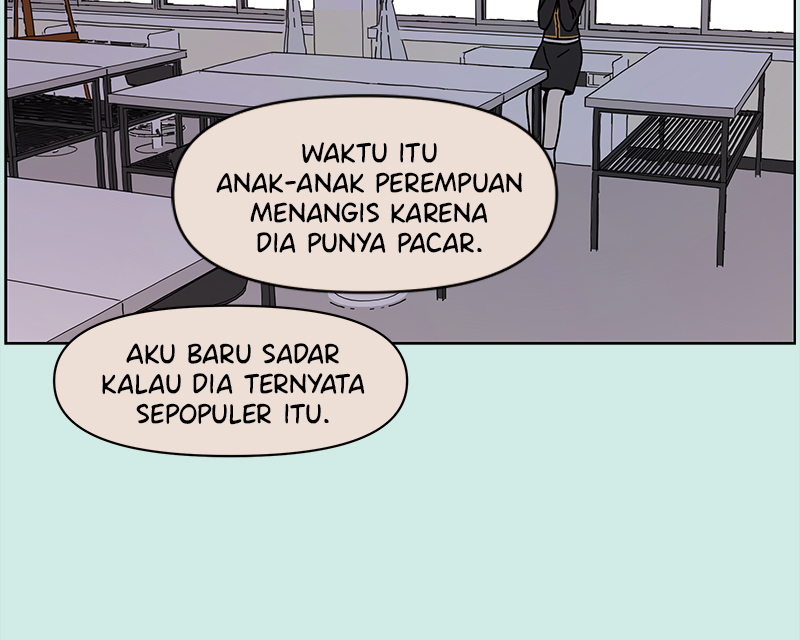 WAKTU ITU
ANAK-ANAK PEREMPUAN
MENANGIS KARENA
DIA PUNYA PACAR.
AKU BARU SADAR
KALAU DIA TERNYATA
SEPOPULER ITU.